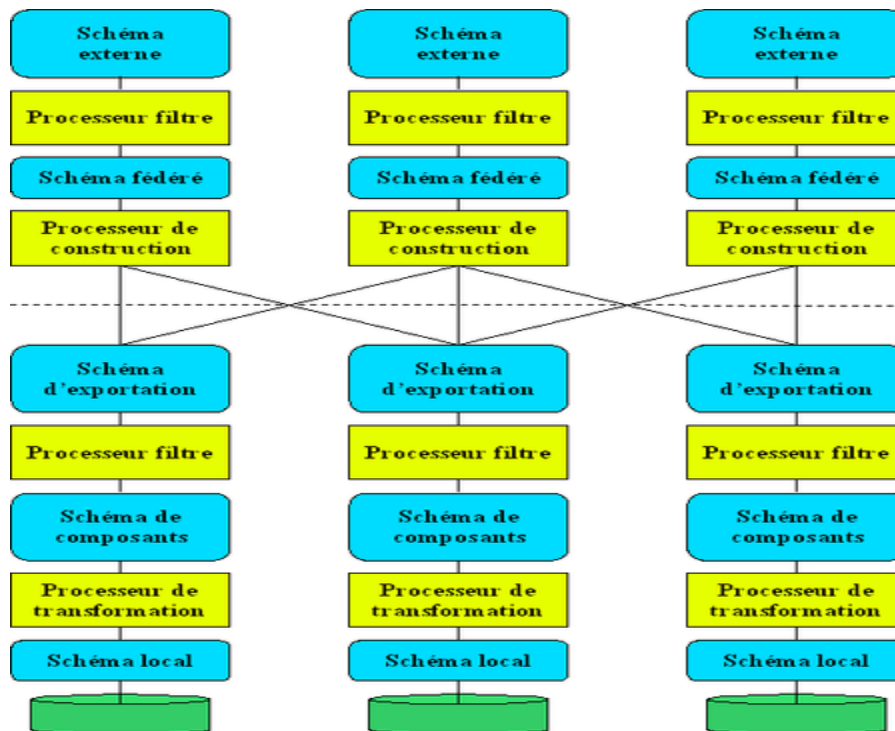 Schéma
externe
Schéma
externe
Schéma
externe
Processeur filtre
Processeur filtre
Processeur filtre
Schéma fédéré
Schéma fédéré
Schéma fédéré
Processeur de
construction
Processeur de
construction
Processeur de
construction
Schéma
d'exportation
Schéma
d'exportation
Schéma
d'exportation
Processeur filtre
Processeur filtre
Processeur filtre
Schéma de
composants
Schéma de
composants
Schéma de
composants
Processeur de
transformation
Processeur de
transformation
Processeur de
transformation
Schéma local
Schéma local
Schéma local